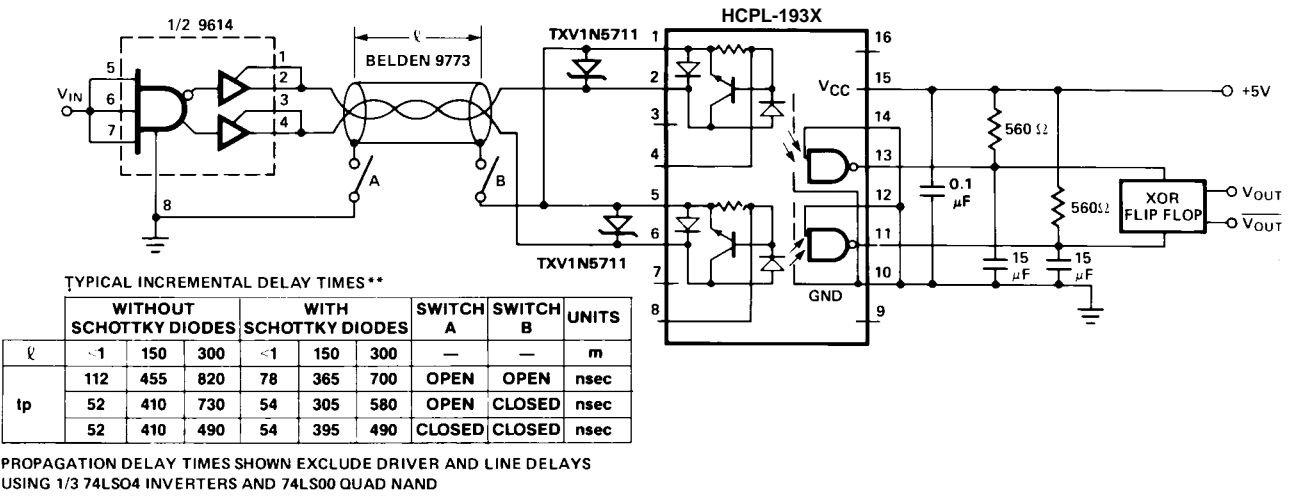 HCPL-193X
1/2 9614
TXV1N5711
ℓ
BELDEN 9773
VIN
5
6
7
1
2
3
4
8
A
B
1
2
3
4
5
6
7
8
16
15
14
13
12
11
10
9
VCC
GND
+5V
560 Ω
0.1 μF
560Ω
15 μF
15 μF
XOR
FLIP FLOP
VOUT
VOUT
TXV1N5711
TYPICAL INCREMENTAL DELAY TIMES**
WITHOUT SCHOTTKY DIODES WITH SCHOTTKY DIODES SWITCH A SWITCH B UNITS
ℓ <1 150 300 <1 150 300 — — m
tp 112 455 820 78 365 700 OPEN OPEN nsec
52 410 730 54 305 580 OPEN CLOSED nsec
52 410 490 54 395 490 CLOSED CLOSED nsec
PROPAGATION DELAY TIMES SHOWN EXCLUDE DRIVER AND LINE DELAYS
USING 1/3 74LSO4 INVERTERS AND 74LS00 QUAD NAND